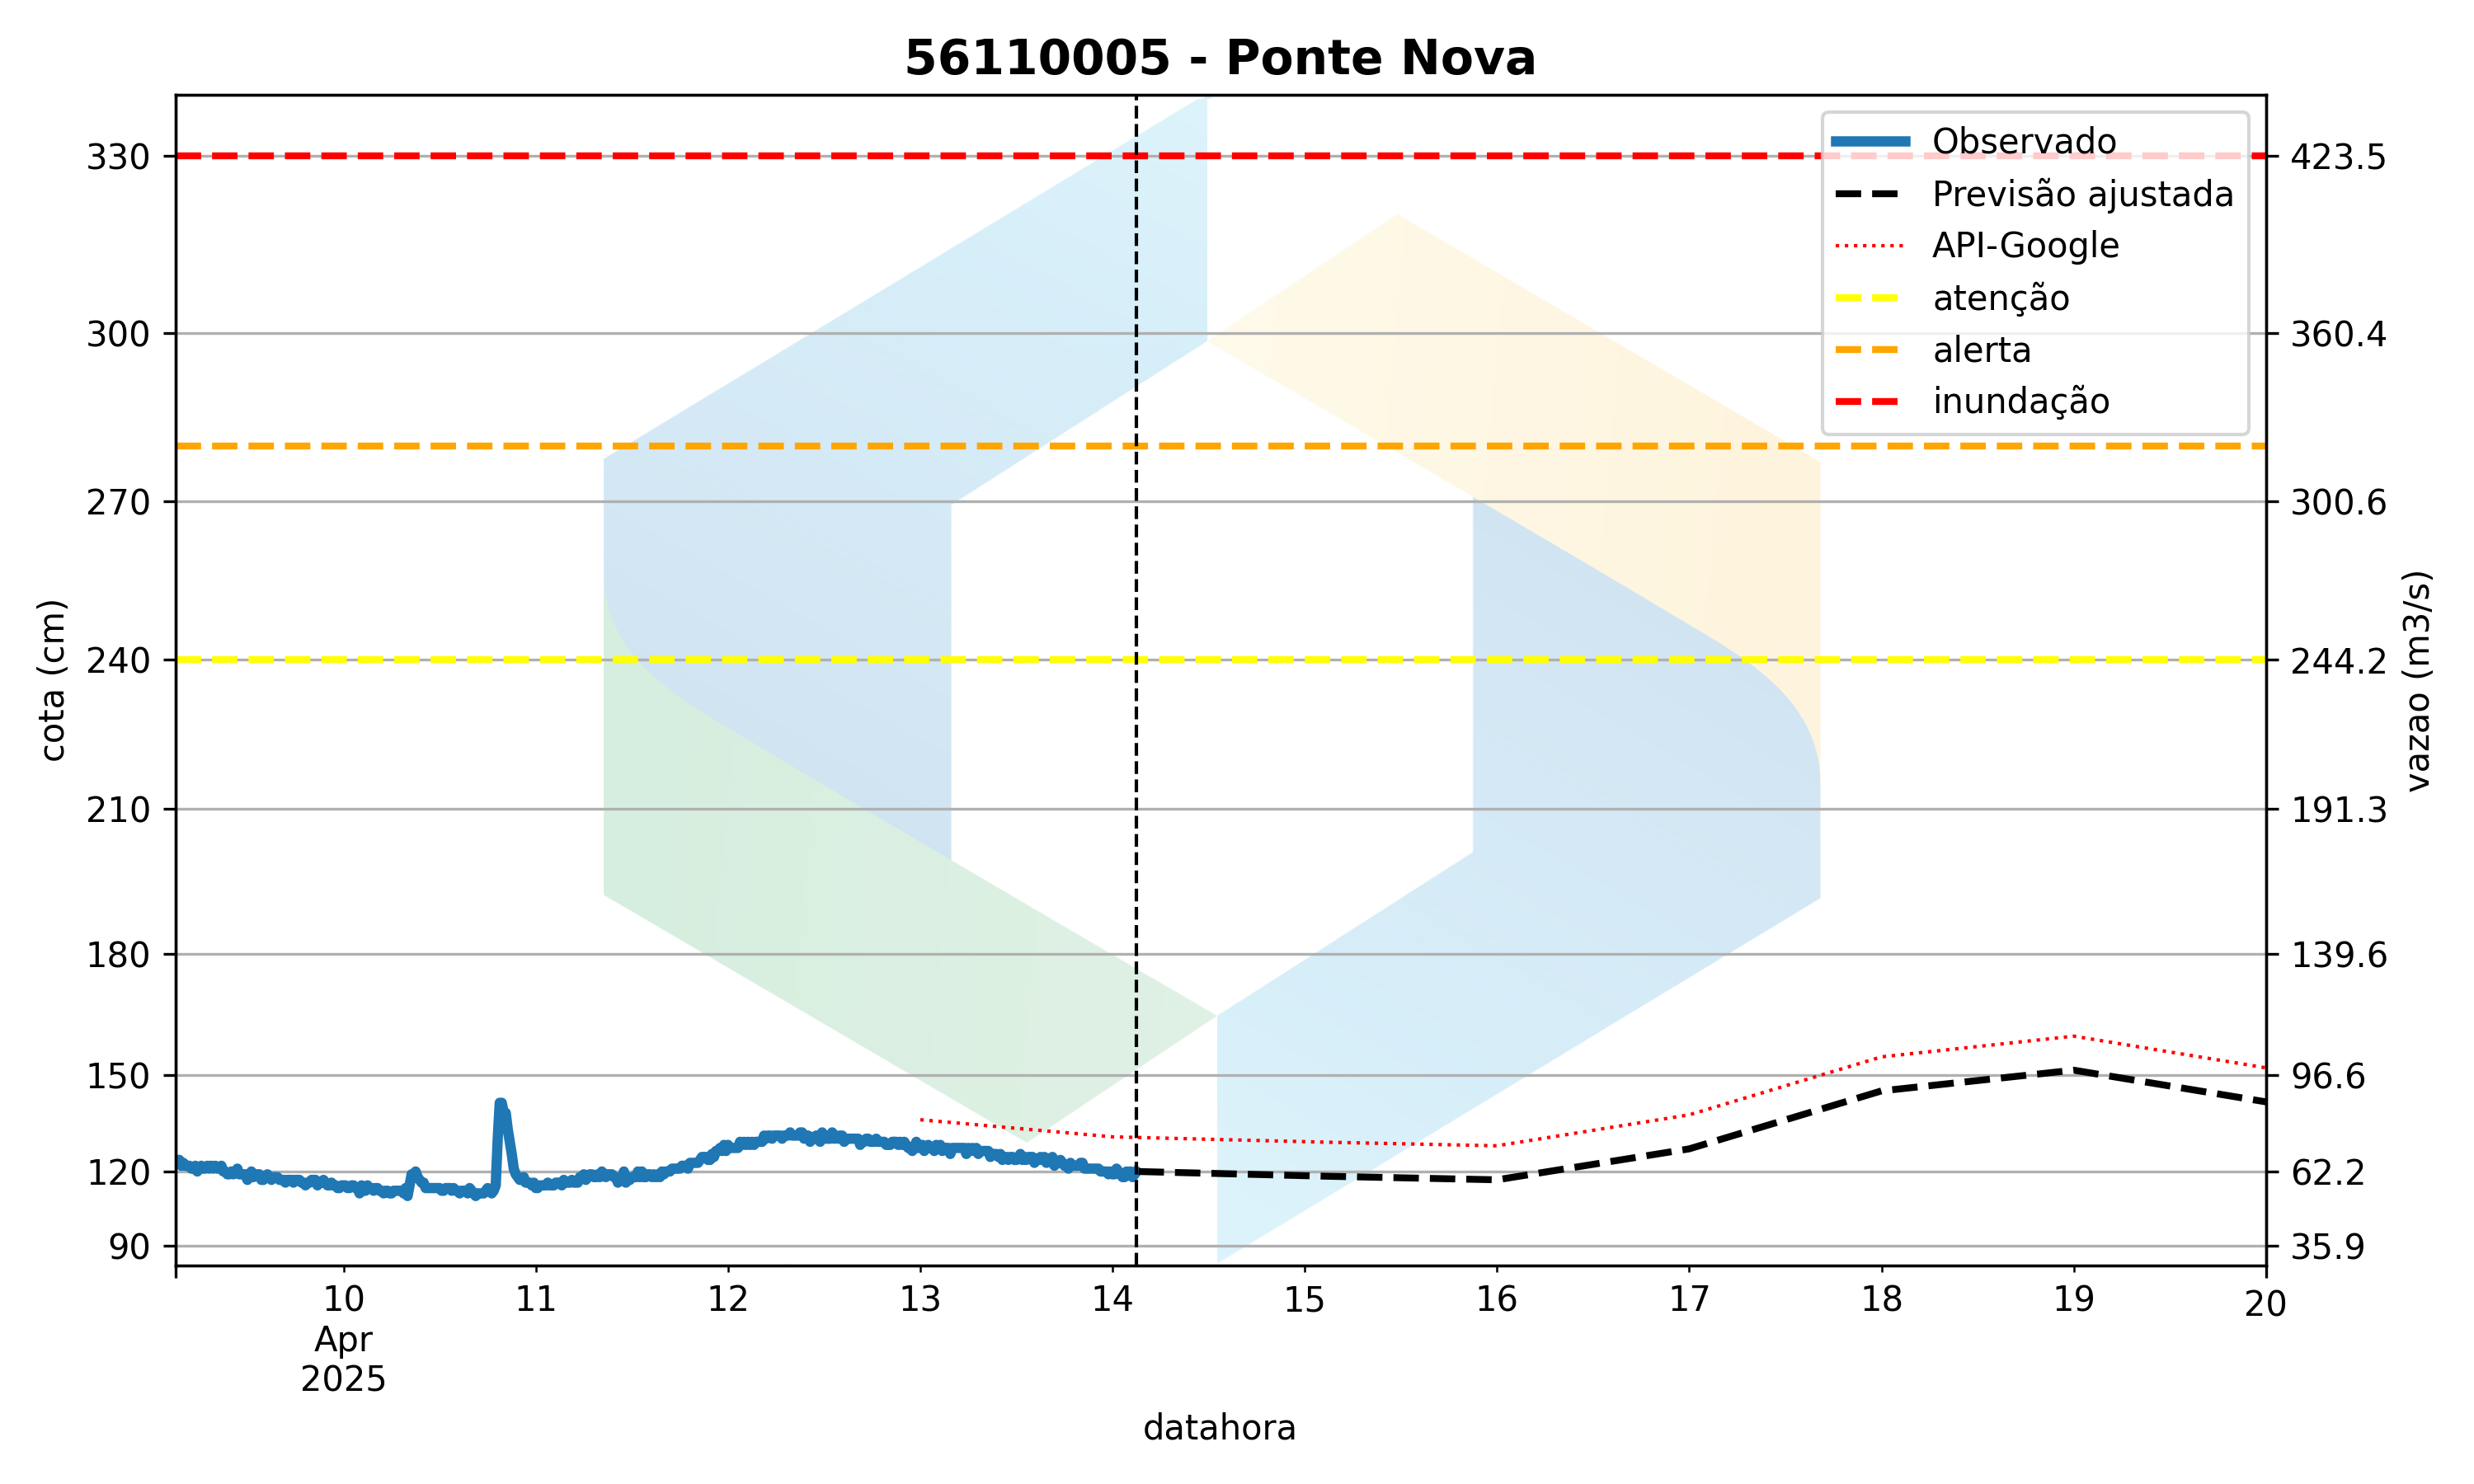 56110005 - Ponte Nova
Observado
Previsão ajustada
API-Google
atenção
alerta
inundação
330
300
270
240
210
180
150
120
90
cota (cm)
423.5
360.4
300.6
244.2
191.3
139.6
96.6
62.2
35.9
vazao (m3/s)
10 11 12 13 14 15 16 17 18 19 20
Apr
2025
datahora